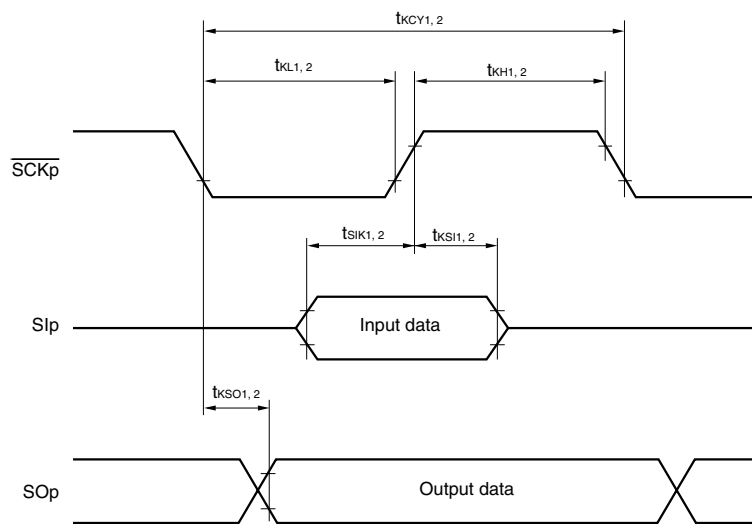 tKCY1, 2
tKL1, 2
tKH1, 2
SCKp
tSIK1, 2
tKSI1, 2
SIp
Input data
tKSO1, 2
SOp
Output data